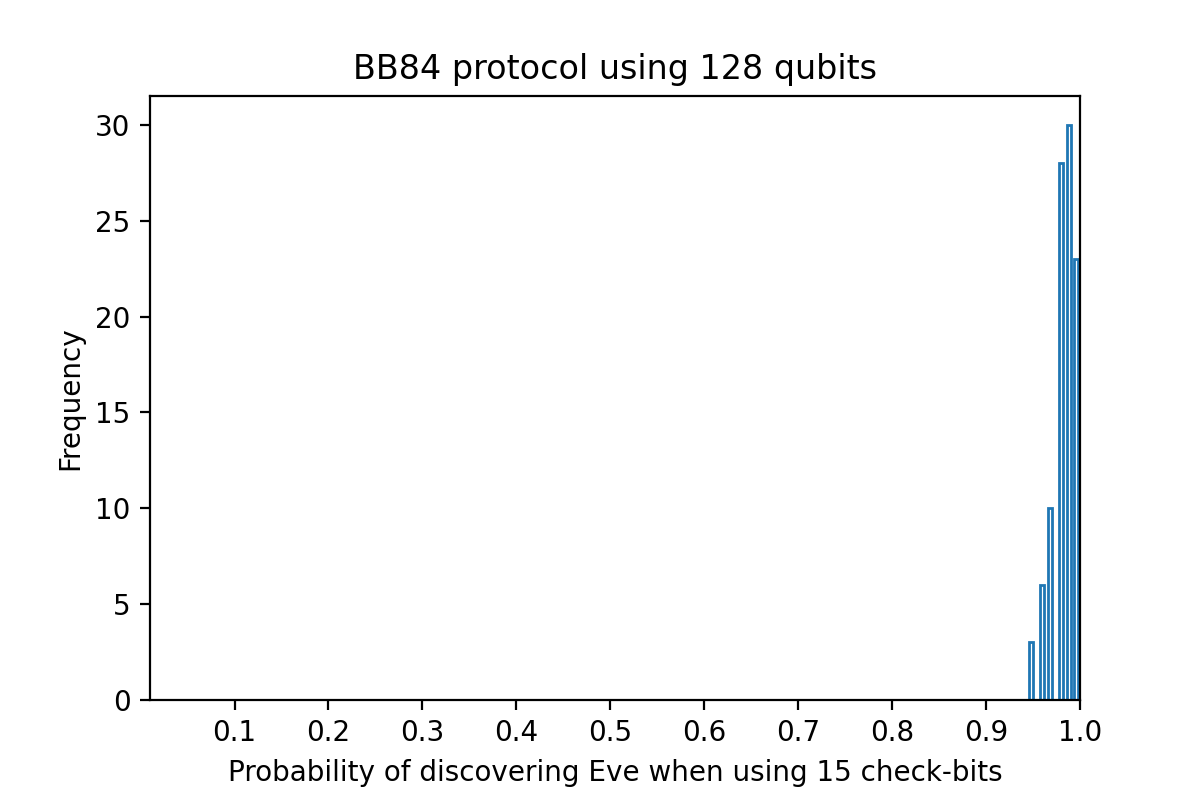 BB84 protocol using 128 qubits
30
25
20
15
10
5
0
Frequency
0.1 0.2 0.3 0.4 0.5 0.6 0.7 0.8 0.9 1.0
Probability of discovering Eve when using 15 check-bits